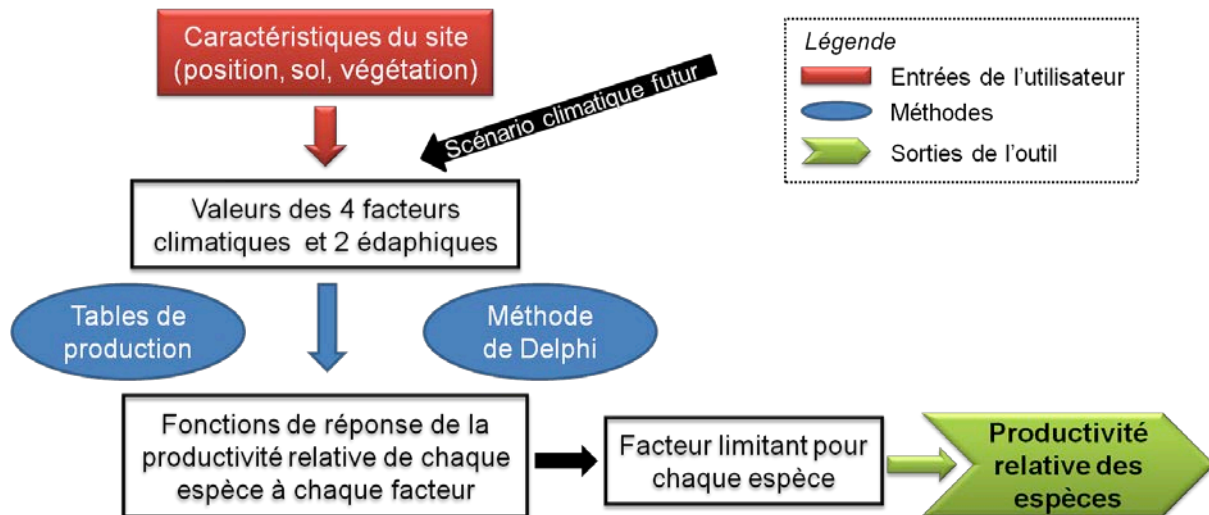 Caractéristiques du site
(position, sol, végétation)
Scénario climatique futur
Légende
Entrées de l'utilisateur
Méthodes
Sorties de l'outil
Valeurs des 4 facteurs
climatiques et 2 édaphiques
Tables de
production
Méthode
de Delphi
Fonctions de réponse de la
productivité relative de chaque
espèce à chaque facteur
Facteur limitant pour
chaque espèce
Productivité
relative des
espèces